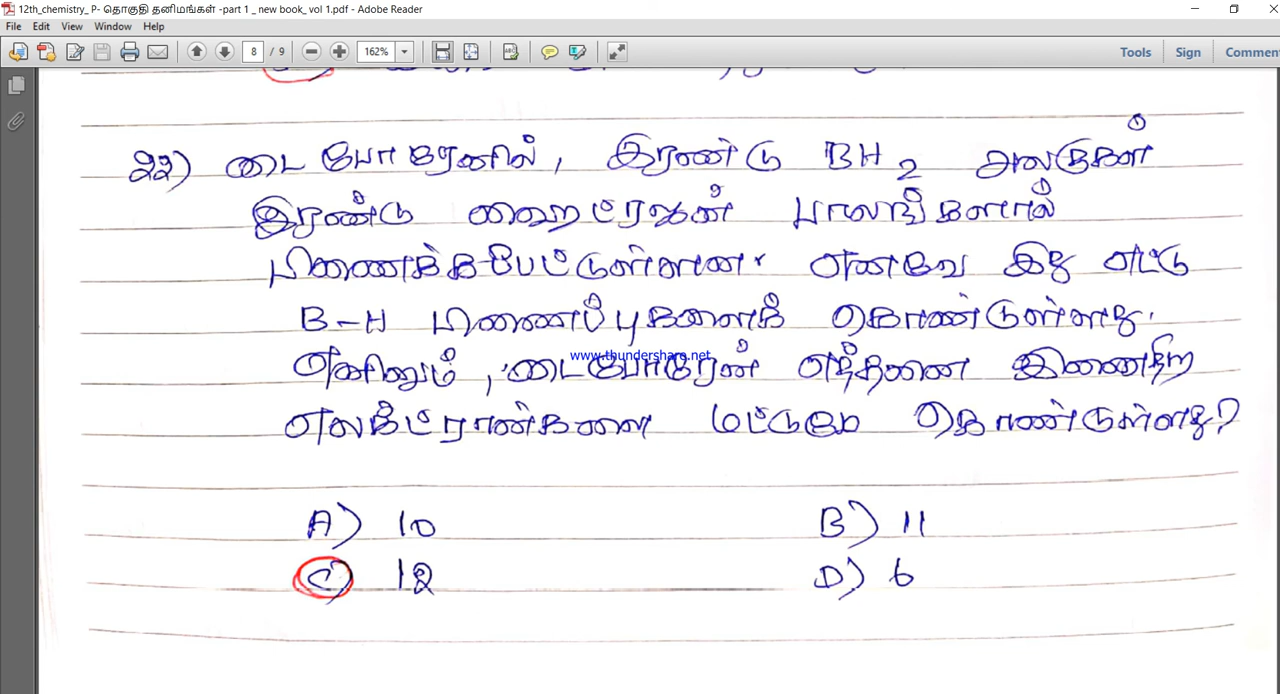 12th_chemistry_ P- தொகுதி தனிமங்கள் -part 1 _ new book_ vol 1.pdf - Adobe Reader
File Edit View Window Help
8 / 9 162% Tools Sign Comment
22) டைபோரேனில், இரண்டு BH2 அலகுகள்
இரண்டு ஹைட்ரஜன் பாலங்களால்
பிணைக்கப்பட்டுள்ளன. எனவே இது எட்டு
B-H பிணைப்புகளைக் கொண்டுள்ளது.
www.thundershare.net
எனினும், டைபோரேன் எத்தனை இணைதிற
எலக்ட்ரான்களை மட்டுமே கொண்டுள்ளது?
A) 10 B) 11
C) 12 D) 6